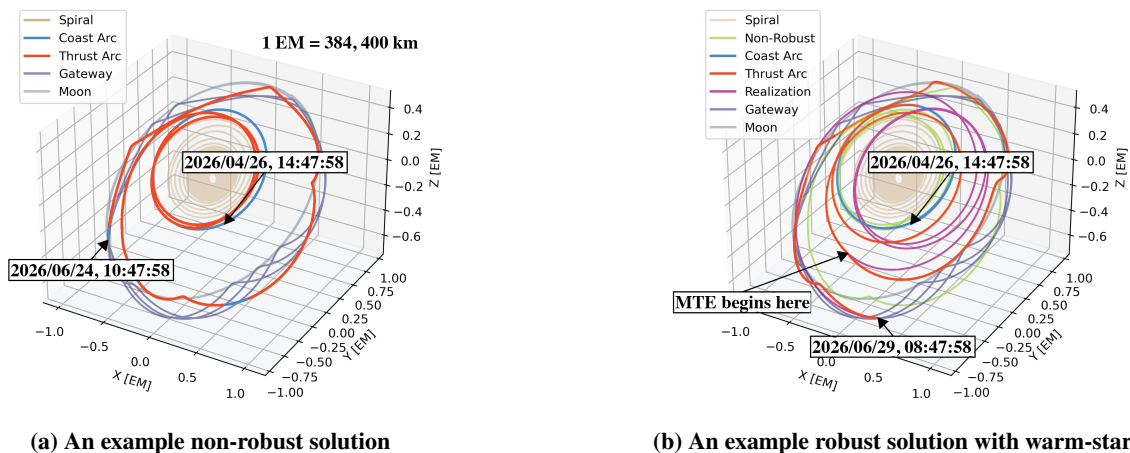 Spiral
Coast Arc
Thrust Arc
Gateway
Moon
1 EM = 384, 400 km
2026/04/26, 14:47:58
2026/06/24, 10:47:58
0.4
0.2
0.0
−0.2
−0.4
−0.6
Z [EM]
1.00
0.75
0.50
0.25
0.00
−0.25
−0.50
−0.75
−1.00
Y [EM]
−1.0
−0.5
0.0
0.5
1.0
X [EM]
(a) An example non-robust solution
Spiral
Non-Robust
Coast Arc
Thrust Arc
Realization
Gateway
Moon
2026/04/26, 14:47:58
MTE begins here
2026/06/29, 08:47:58
0.4
0.2
0.0
−0.2
−0.4
−0.6
Z [EM]
1.00
0.75
0.50
0.25
0.00
−0.25
−0.50
−0.75
−1.00
Y [EM]
−1.0
−0.5
0.0
0.5
1.0
X [EM]
(b) An example robust solution with warm-star